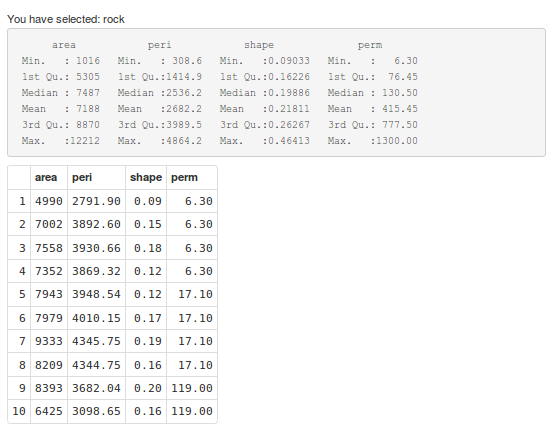 You have selected: rock
area peri shape perm
Min. : 1016 Min. : 308.6 Min. :0.09033 Min. : 6.30
1st Qu.: 5305 1st Qu.:1414.9 1st Qu.:0.16226 1st Qu.: 76.45
Median : 7487 Median :2536.2 Median :0.19886 Median : 130.50
Mean : 7188 Mean :2682.2 Mean :0.21811 Mean : 415.45
3rd Qu.: 8870 3rd Qu.:3989.5 3rd Qu.:0.26267 3rd Qu.: 777.50
Max. :12212 Max. :4864.2 Max. :0.46413 Max. :1300.00
area peri shape perm
1 4990 2791.90 0.09 6.30
2 7002 3892.60 0.15 6.30
3 7558 3930.66 0.18 6.30
4 7352 3869.32 0.12 6.30
5 7943 3948.54 0.12 17.10
6 7979 4010.15 0.17 17.10
7 9333 4345.75 0.19 17.10
8 8209 4344.75 0.16 17.10
9 8393 3682.04 0.20 119.00
10 6425 3098.65 0.16 119.00